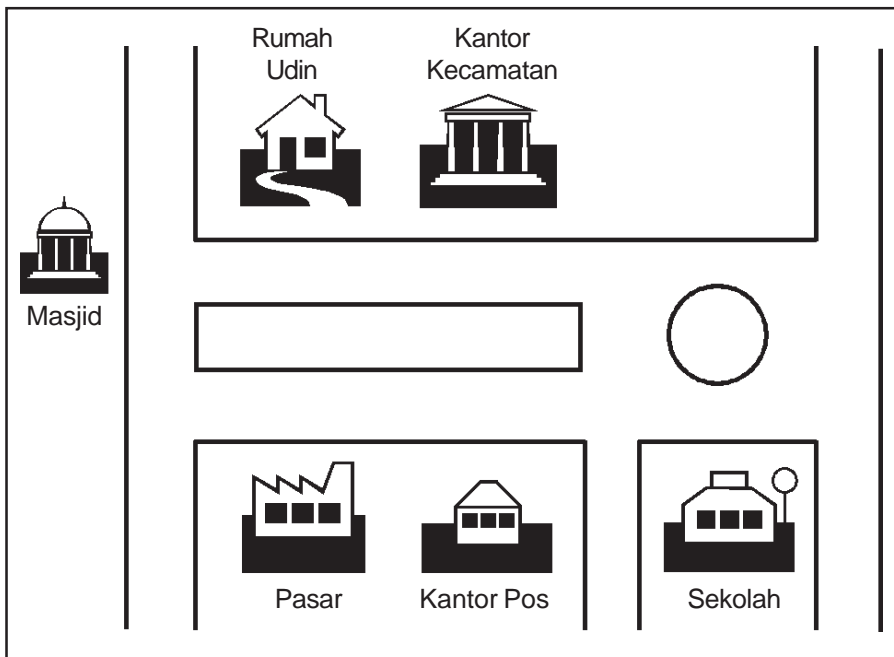 Rumah
Udin
Kantor
Kecamatan
Masjid
Pasar
Kantor Pos
Sekolah